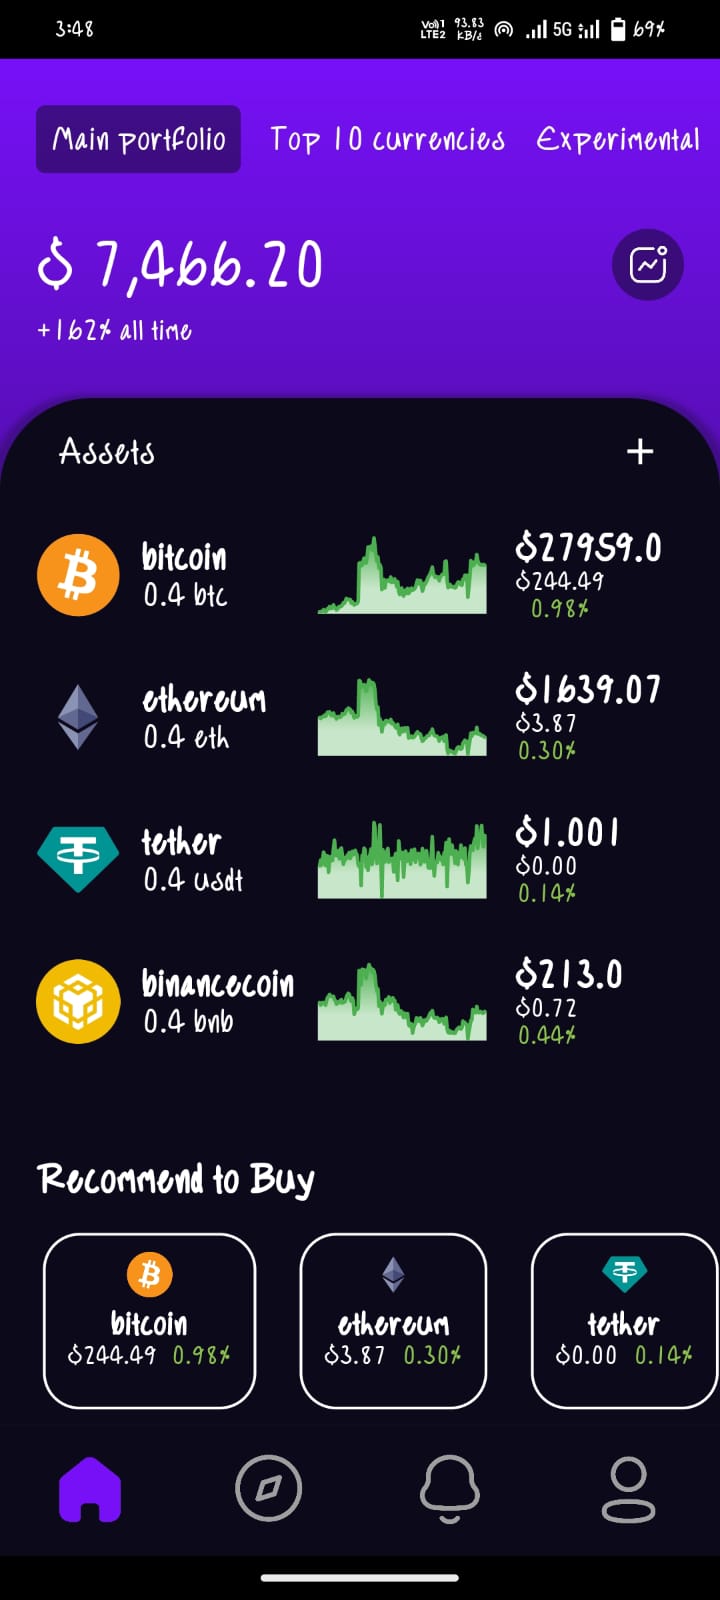 3:48
Vo))1 LTE2 93.83 KB/s 5G 69%
Main portfolio Top 10 currencies Experimental
$ 7,466.20
+162% all time
Assets
+
bitcoin
0.4 btc
$27959.0
$244.49
0.98%
ethereum
0.4 eth
$1639.07
$3.87
0.30%
tether
0.4 usdt
$1.001
$0.00
0.14%
binancecoin
0.4 bnb
$213.0
$0.72
0.44%
Recommend to Buy
bitcoin
$244.49 0.98%
ethereum
$3.87 0.30%
tether
$0.00 0.14%